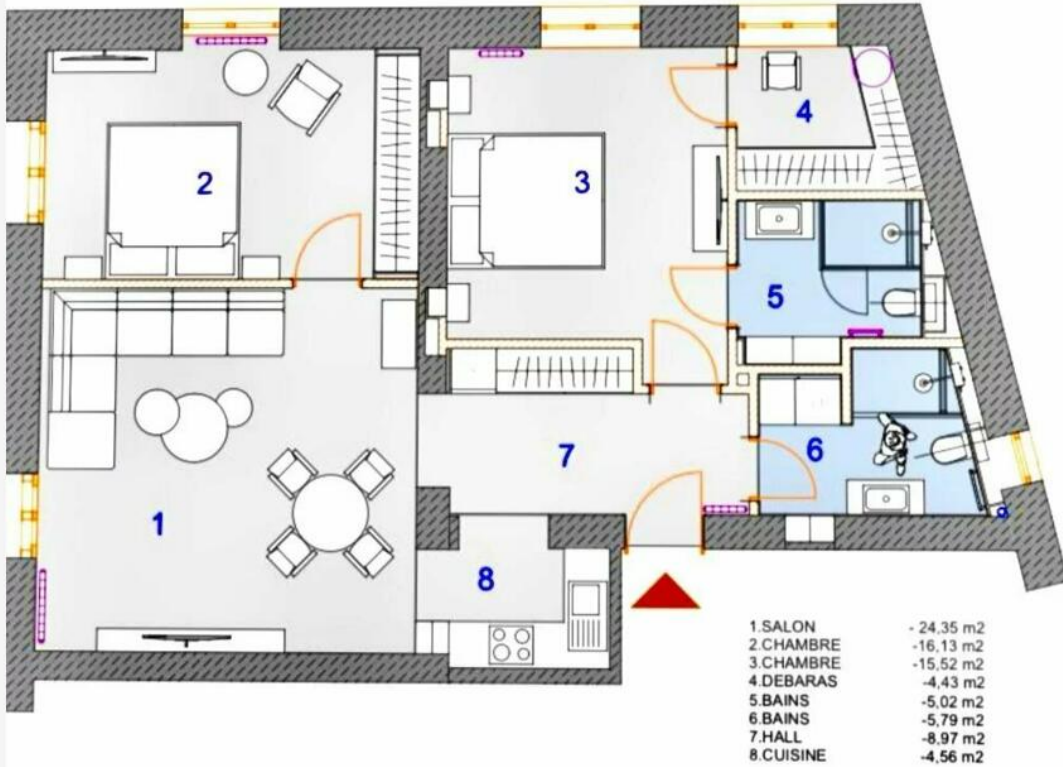 2
3
4
5
1
7
6
8
1.SALON - 24,35 m2
2.CHAMBRE -16,13 m2
3.CHAMBRE -15,52 m2
4.DEBARAS -4,43 m2
5.BAINS -5,02 m2
6.BAINS -5,79 m2
7.HALL -8,97 m2
8.CUISINE -4,56 m2